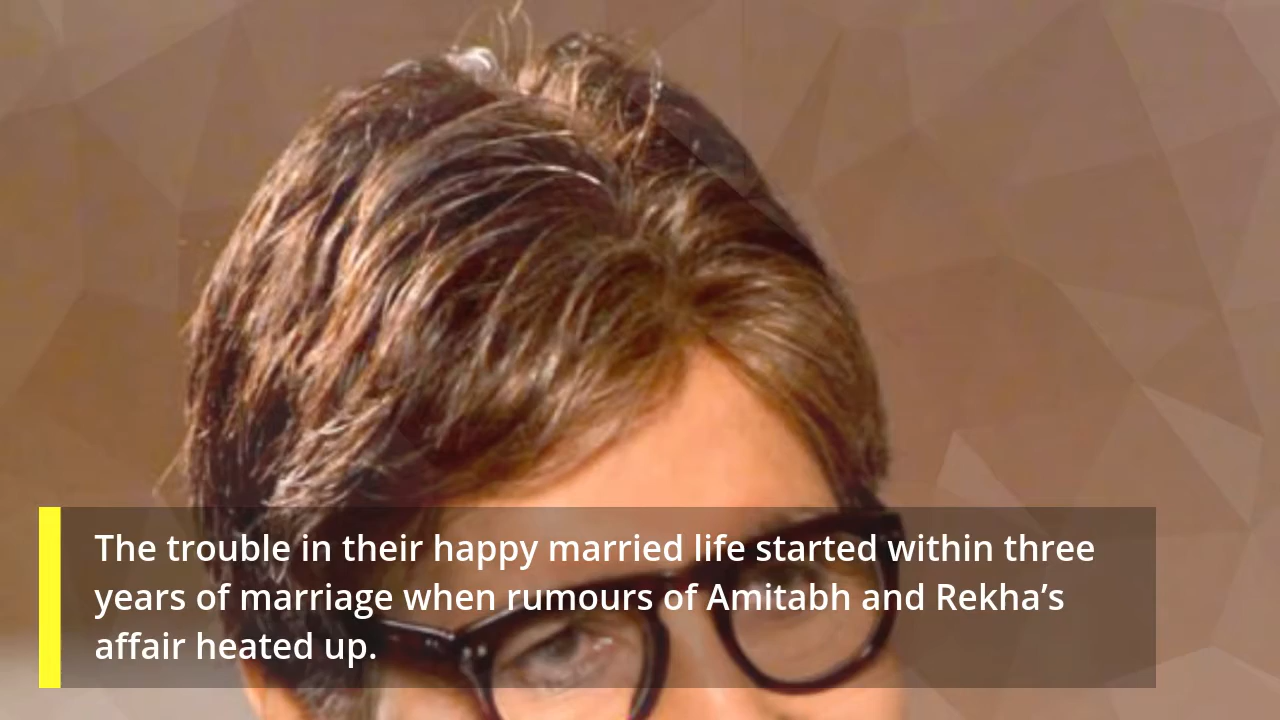 The trouble in their happy married life started within three
years of marriage when rumours of Amitabh and Rekha’s
affair heated up.